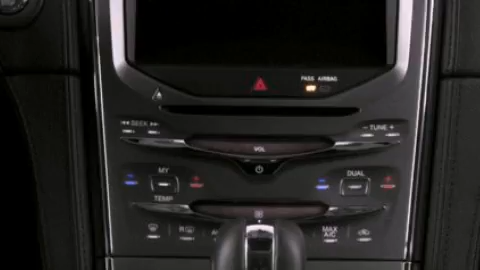 PASS AIRBAG
SEEK
- TUNE +
VOL
MY
DUAL
TEMP
R
MAX
A/C